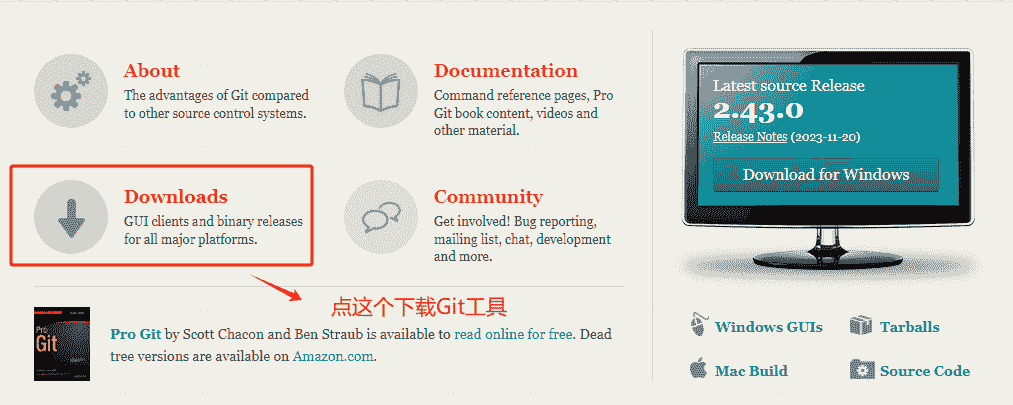 About
The advantages of Git compared
to other source control systems.
Documentation
Command reference pages, Pro
Git book content, videos and
other material.
Downloads
GUI clients and binary releases
for all major platforms.
Community
Get involved! Bug reporting,
mailing list, chat, development
and more.
点这个下载Git工具
Pro
Git
Pro Git by Scott Chacon and Ben Straub is available to read online for free. Dead
tree versions are available on Amazon.com.
Latest source Release
2.43.0
Release Notes (2023-11-20)
Download for Windows
Windows GUIs
Tarballs
Mac Build
Source Code